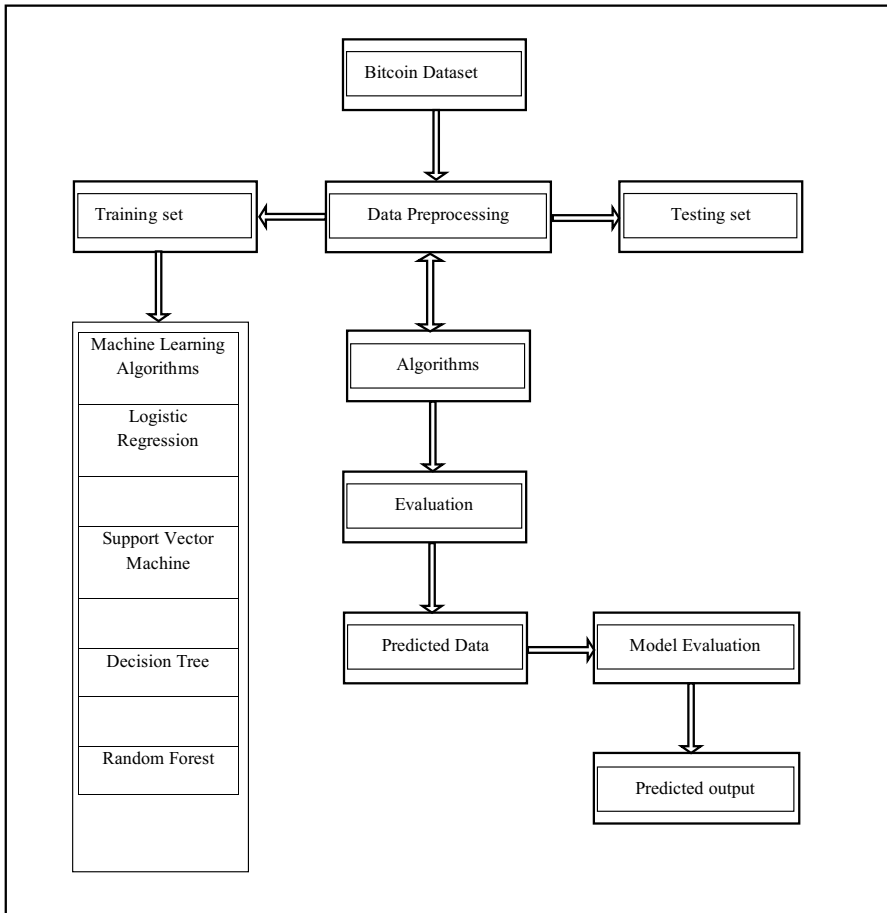 Bitcoin Dataset
Training set
Data Preprocessing
Testing set
Machine Learning
Algorithms
Logistic
Regression
Support Vector
Machine
Decision Tree
Random Forest
Algorithms
Evaluation
Predicted Data
Model Evaluation
Predicted output